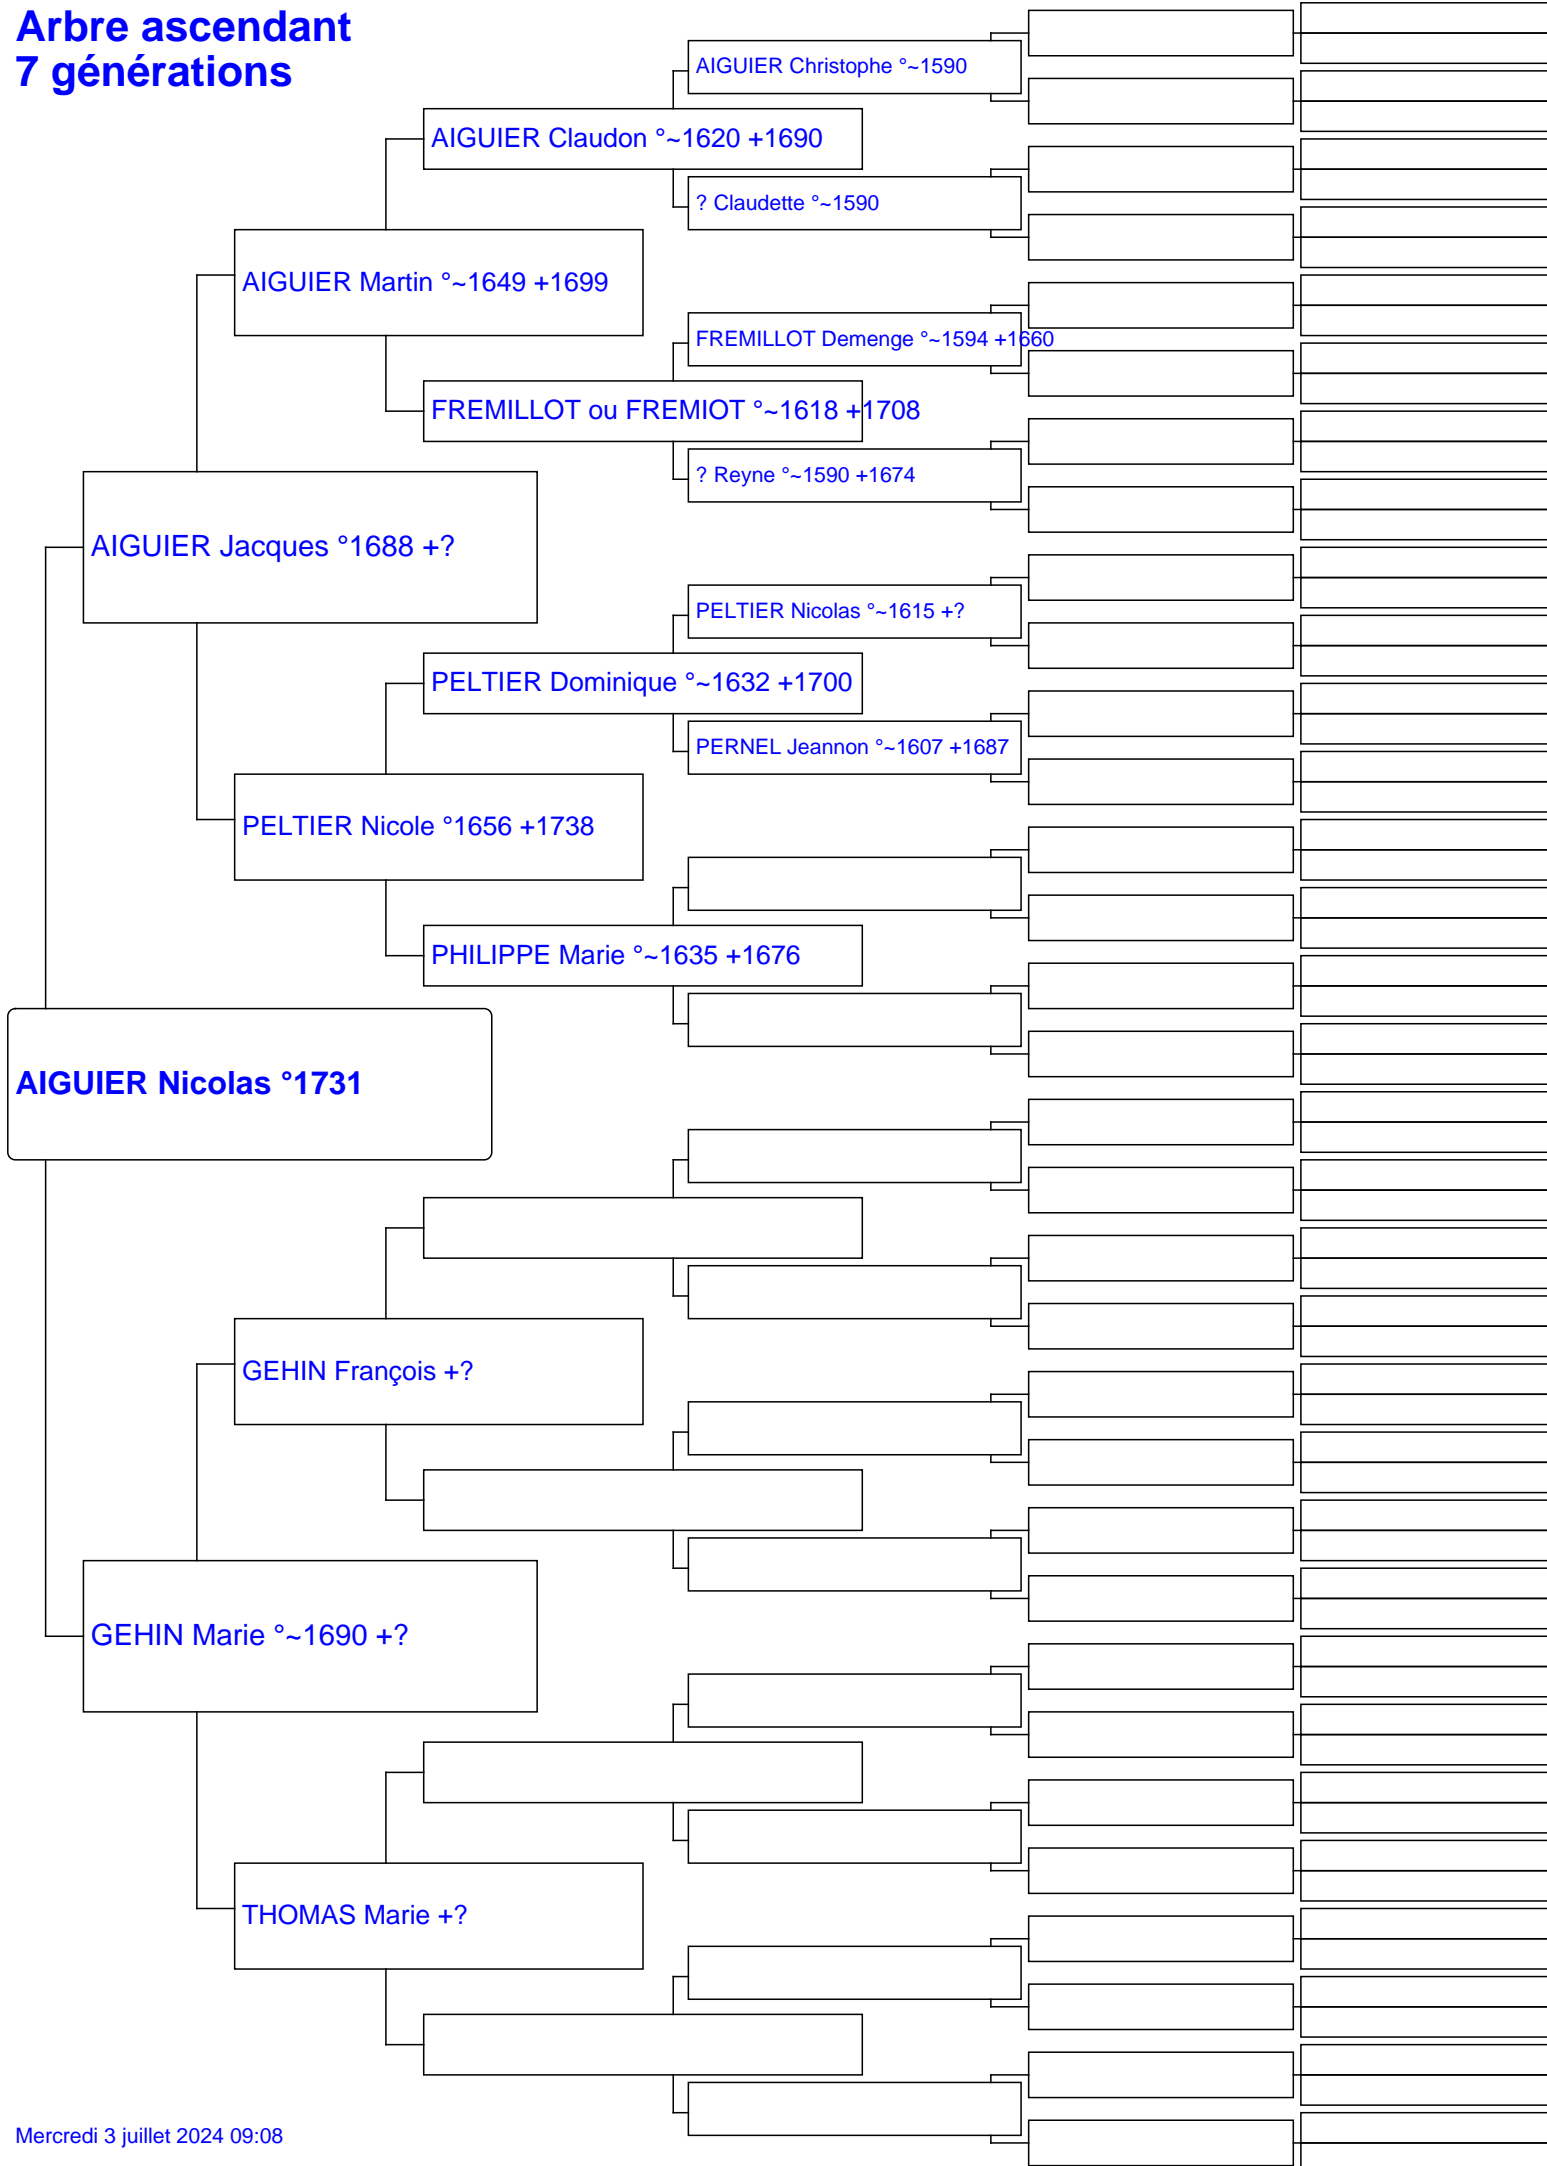 Arbre ascendant
7 générations
AIGUIER Christophe °~1590
AIGUIER Claudon °~1620 +1690
? Claudette °~1590
AIGUIER Martin °~1649 +1699
FREMILLOT Demenge °~1594 +1660
FREMILLOT ou FREMIOT °~1618 +1708
? Reyne °~1590 +1674
AIGUIER Jacques °1688 +?
PELTIER Nicolas °~1615 +?
PELTIER Dominique °~1632 +1700
PERNEL Jeannon °~1607 +1687
PELTIER Nicole °1656 +1738
PHILIPPE Marie °~1635 +1676
AIGUIER Nicolas °1731
GEHIN François +?
GEHIN Marie °~1690 +?
THOMAS Marie +?
Mercredi 3 juillet 2024 09:08